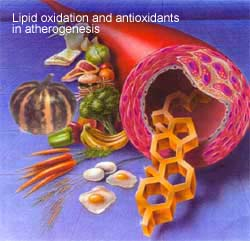 Lipid oxidation and antioxidants
in atherogenesis